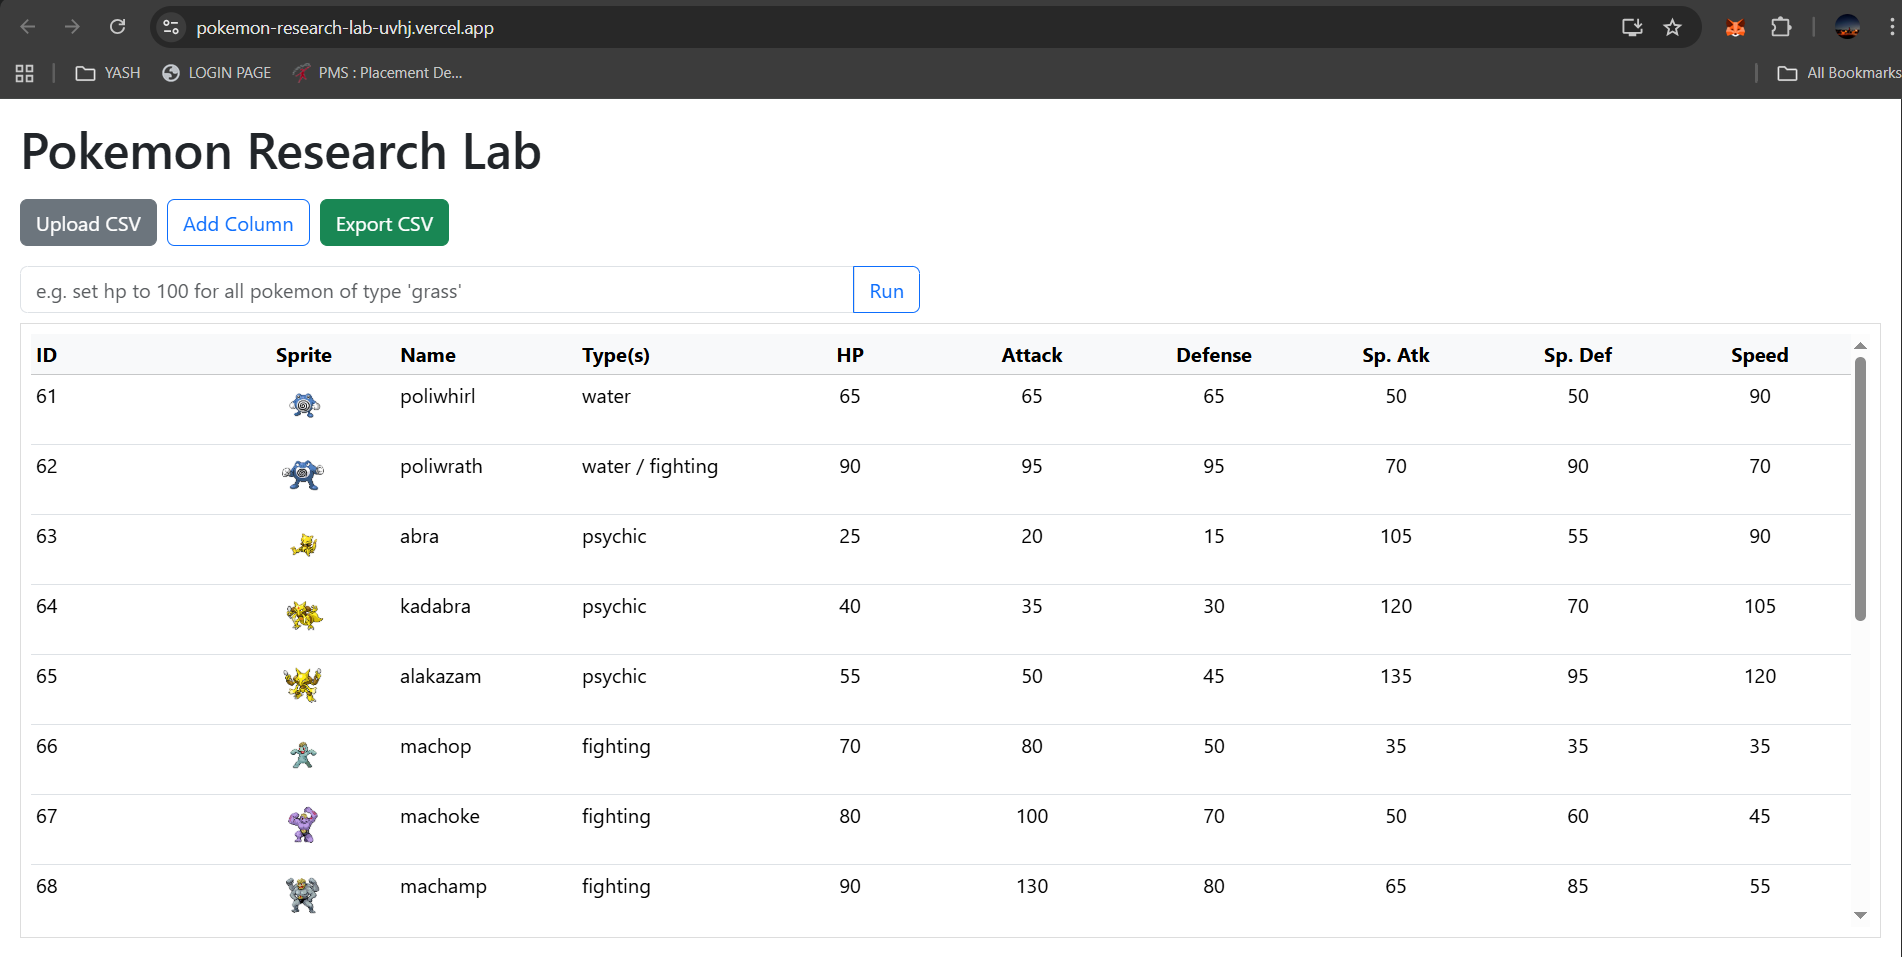 pokemon-research-lab-uvhj.vercel.app
YASH LOGIN PAGE PMS : Placement De... All Bookmarks
Pokemon Research Lab
Upload CSV Add Column Export CSV
e.g. set hp to 100 for all pokemon of type 'grass' Run
ID Sprite Name Type(s) HP Attack Defense Sp. Atk Sp. Def Speed
61 poliwhirl water 65 65 65 50 50 90
62 poliwrath water / fighting 90 95 95 70 90 70
63 abra psychic 25 20 15 105 55 90
64 kadabra psychic 40 35 30 120 70 105
65 alakazam psychic 55 50 45 135 95 120
66 machop fighting 70 80 50 35 35 35
67 machoke fighting 80 100 70 50 60 45
68 machamp fighting 90 130 80 65 85 55